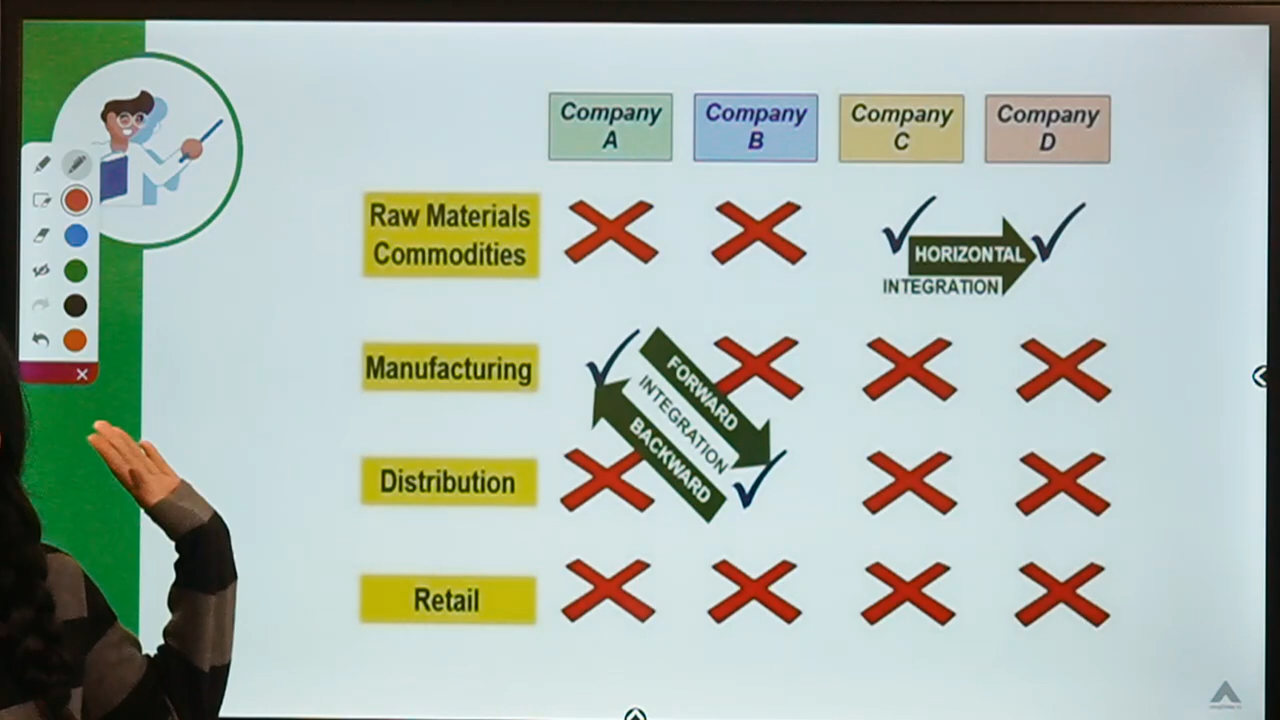 Company
A
Company
B
Company
C
Company
D
Raw Materials
Commodities
HORIZONTAL
INTEGRATION
Manufacturing
FORWARD
INTEGRATION
BACKWARD
Distribution
Retail